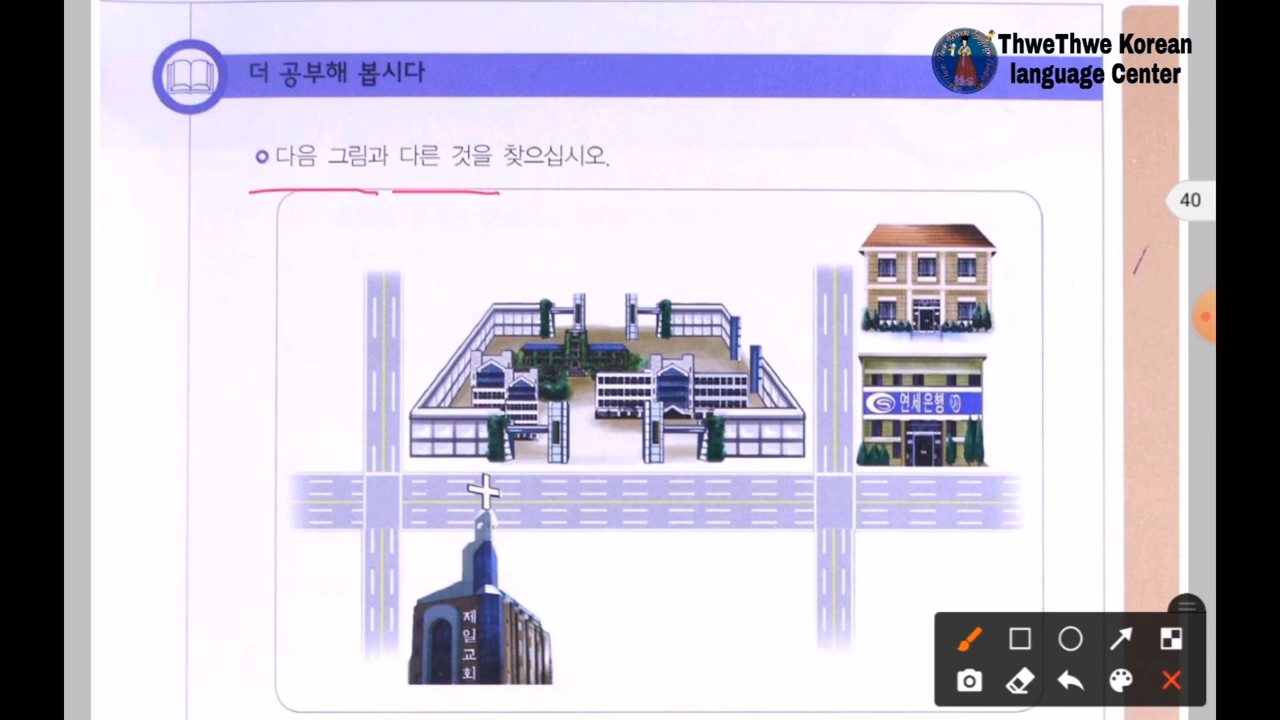 더 공부해 봅시다
ThweThwe Korean
language Center
다음 그림과 다른 것을 찾으십시오.
40
연세은행
제일교회